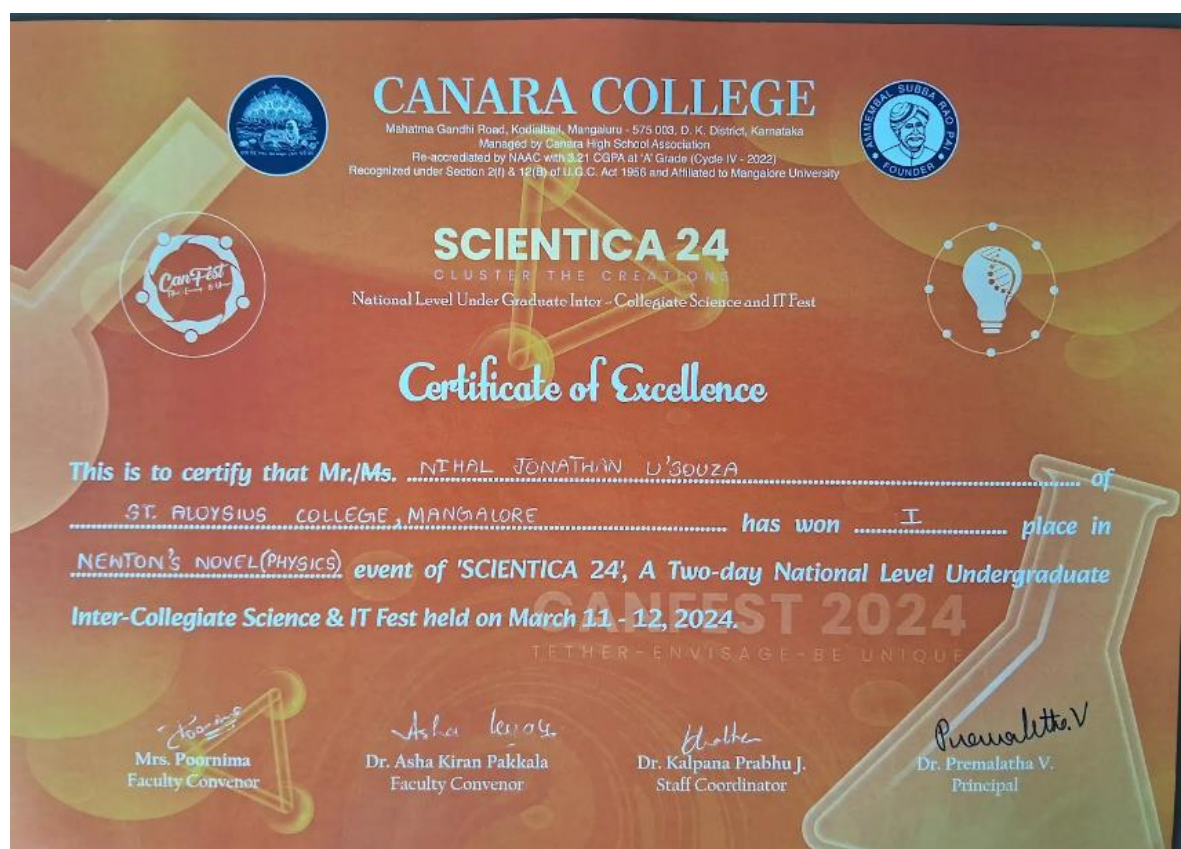 CANARA COLLEGE
Mahatma Gandhi Road, Kodialbail, Mangaluru - 575 003, D. K. District, Karnataka
Managed by Canara High School Association
Re-accredited by NAAC with 3.21 CGPA at 'A' Grade (Cycle IV - 2022)
Recognized under Section 2(f) & 12(B) of U.G.C. Act 1956 and Affiliated to Mangalore University
AMMEMBAL SUBBA RAO PAI
FOUNDER
SCIENTICA 24
CLUSTER THE CREATIONS
National Level Under Graduate Inter - Collegiate Science and IT Fest
CanFest
Certificate of Excellence
This is to certify that Mr./Ms. NIHAL JONATHAN D'SOUZA of
ST. ALOYSIUS COLLEGE, MANGALORE has won I place in
NEWTON'S NOVEL(PHYSICS) event of 'SCIENTICA 24', A Two-day National Level Undergraduate
Inter-Collegiate Science & IT Fest held on March 11 - 12, 2024.
CANFEST 2024
TETHER-ENVISAGE-BE UNIQUE
Poornima
Asha
Premalatha.V
Mrs. Poornima
Dr. Asha Kiran Pakkala
Dr. Kalpana Prabhu J.
Dr. Premalatha V.
Faculty Convenor
Faculty Convenor
Staff Coordinator
Principal